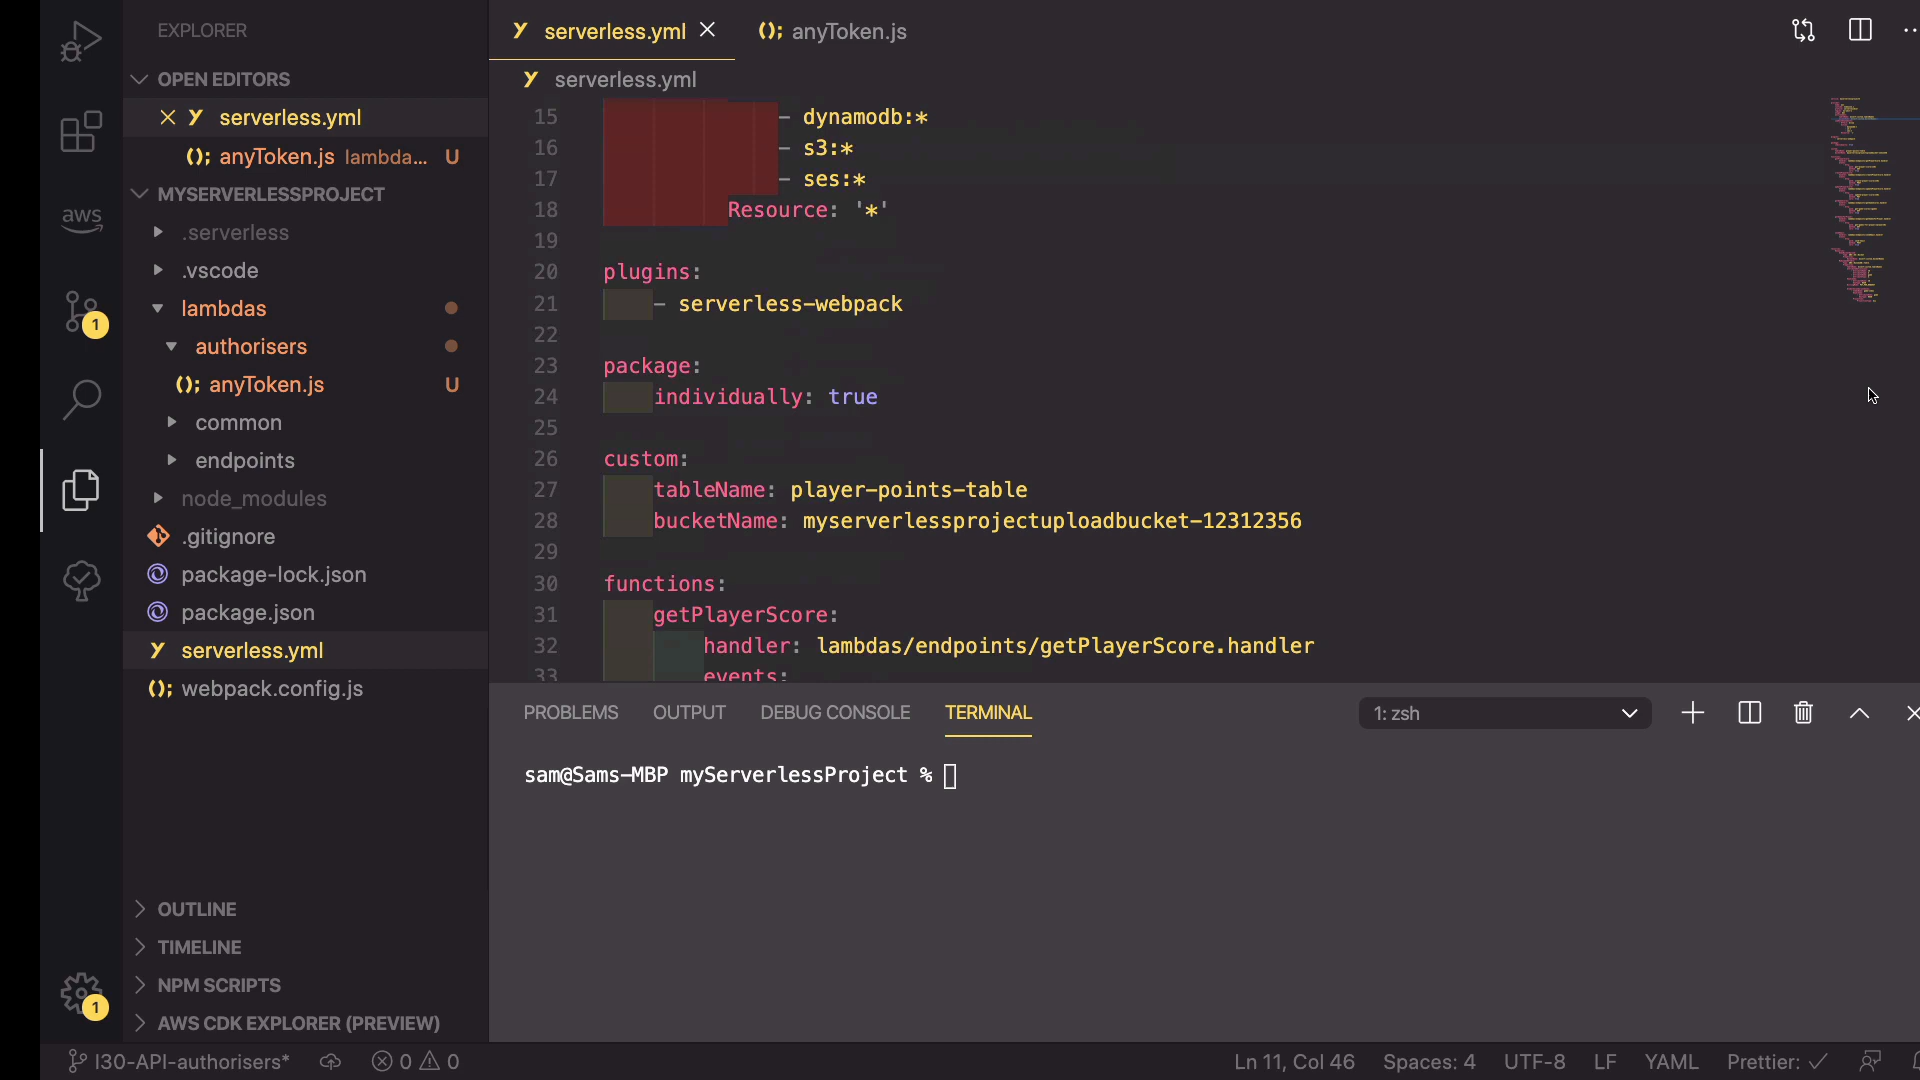 EXPLORER
OPEN EDITORS
serverless.yml
anyToken.js lambda... U
MYSERVERLESSPROJECT
.serverless
.vscode
lambdas
authorisers
anyToken.js U
common
endpoints
node_modules
.gitignore
package-lock.json
package.json
serverless.yml
webpack.config.js
OUTLINE
TIMELINE
NPM SCRIPTS
AWS CDK EXPLORER (PREVIEW)
aws
1
1
serverless.yml
anyToken.js
serverless.yml
15 - dynamodb:*
16 - s3:*
17 - ses:*
18 Resource: '*'
19
20 plugins:
21 - serverless-webpack
22
23 package:
24 individually: true
25
26 custom:
27 tableName: player-points-table
28 bucketName: myserverlessprojectuploadbucket-12312356
29
30 functions:
31 getPlayerScore:
32 handler: lambdas/endpoints/getPlayerScore.handler
33 events:
PROBLEMS OUTPUT DEBUG CONSOLE TERMINAL
1: zsh
sam@Sams-MBP myServerlessProject %
I30-API-authorisers* 0 0
Ln 11, Col 46 Spaces: 4 UTF-8 LF YAML Prettier: